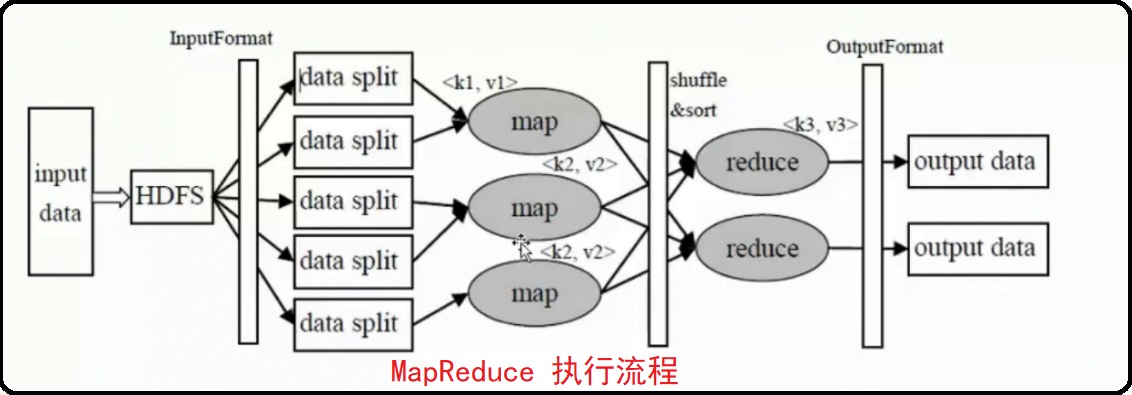 InputFormat
OutputFormat
input
data
HDFS
data split
data split
data split
data split
data split
<k1, v1>
map
<k2, v2>
map
<k2, v2>
map
shuffle
&sort
<k3, v3>
reduce
reduce
output data
output data
MapReduce 执行流程